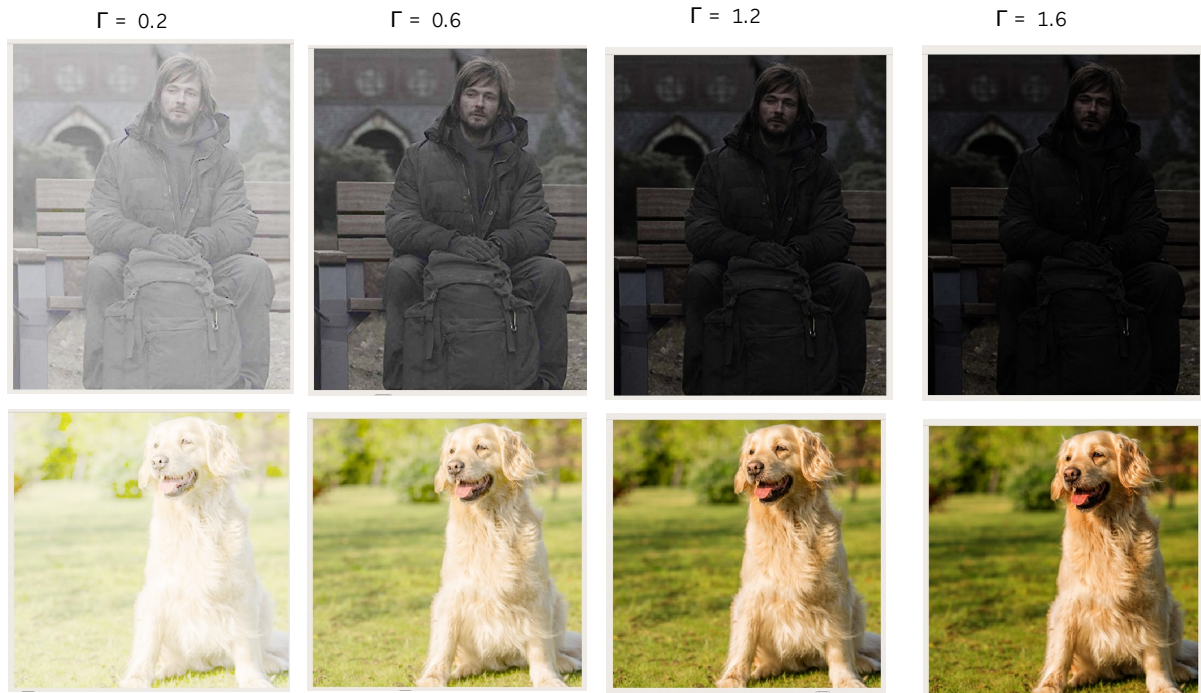 Γ = 0.2
Γ = 0.6
Γ = 1.2
Γ = 1.6